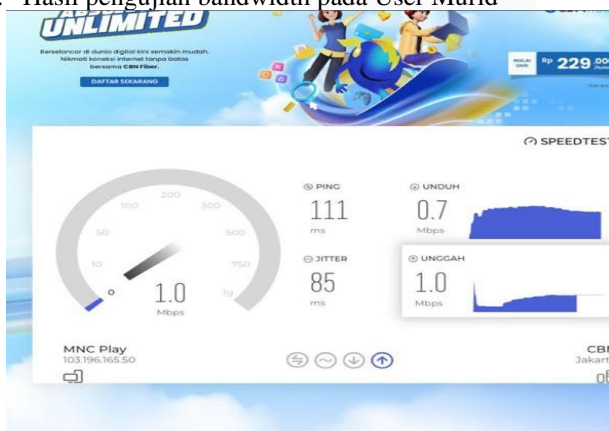 Hasil pengujian bandwidth pada User Murid
UNLIMITED
Berselancar di dunia digital kini semakin mudah.
Nikmati koneksi internet tanpa batas
bersama CBN Fiber.
DAFTAR SEKARANG
MULAI DARI Rp 229.00
SPEEDTEST
PING
111
ms
UNDUH
0.7
Mbps
JITTER
85
ms
UNGGAH
1.0
Mbps
0
10
50
100
200
300
500
750
1g
1.0
Mbps
MNC Play
103.196.165.50
CBN
Jakart